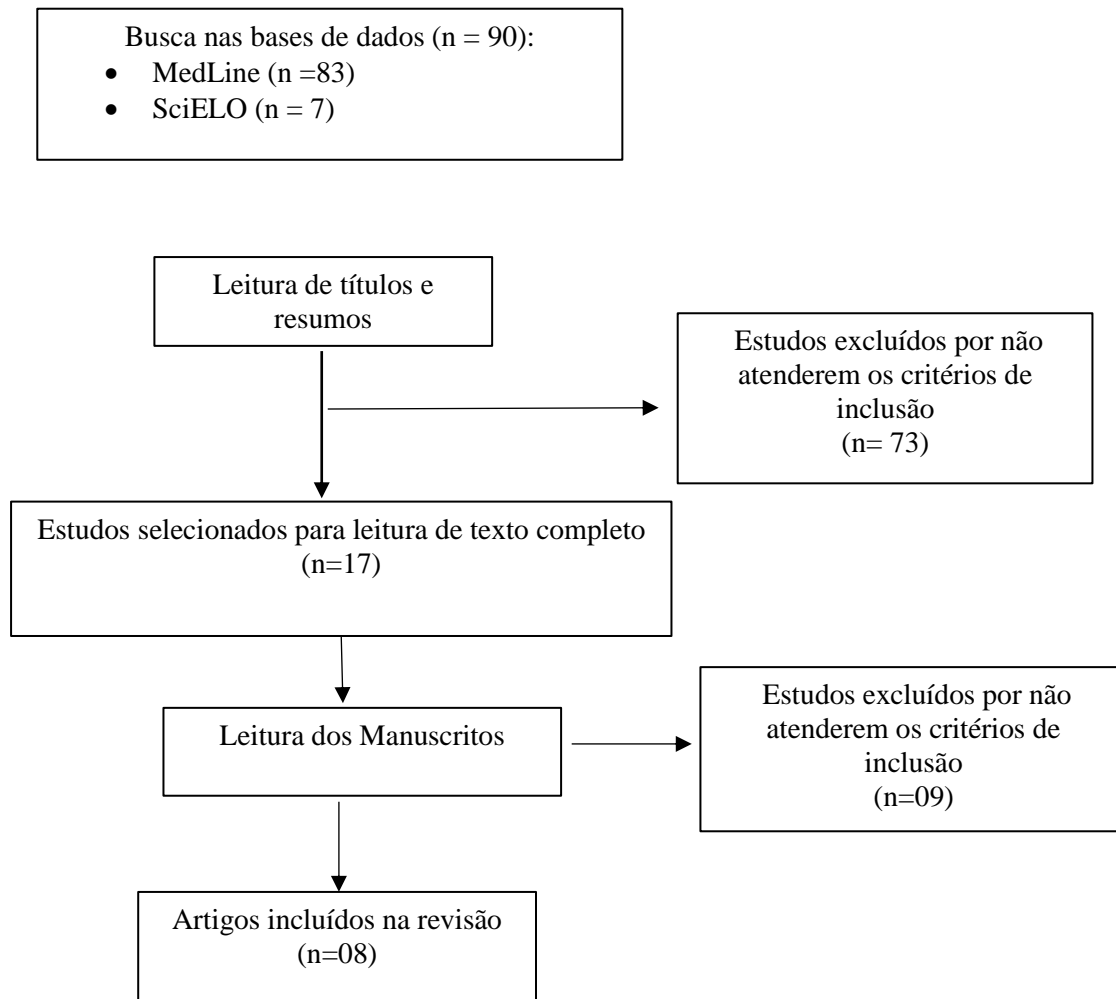 Busca nas bases de dados (n = 90):
• MedLine (n =83)
• SciELO (n = 7)
Leitura de títulos e
resumos
Estudos excluídos por não
atenderem os critérios de
inclusão
(n= 73)
Estudos selecionados para leitura de texto completo
(n=17)
Leitura dos Manuscritos
Estudos excluídos por não
atenderem os critérios de
inclusão
(n=09)
Artigos incluídos na revisão
(n=08)